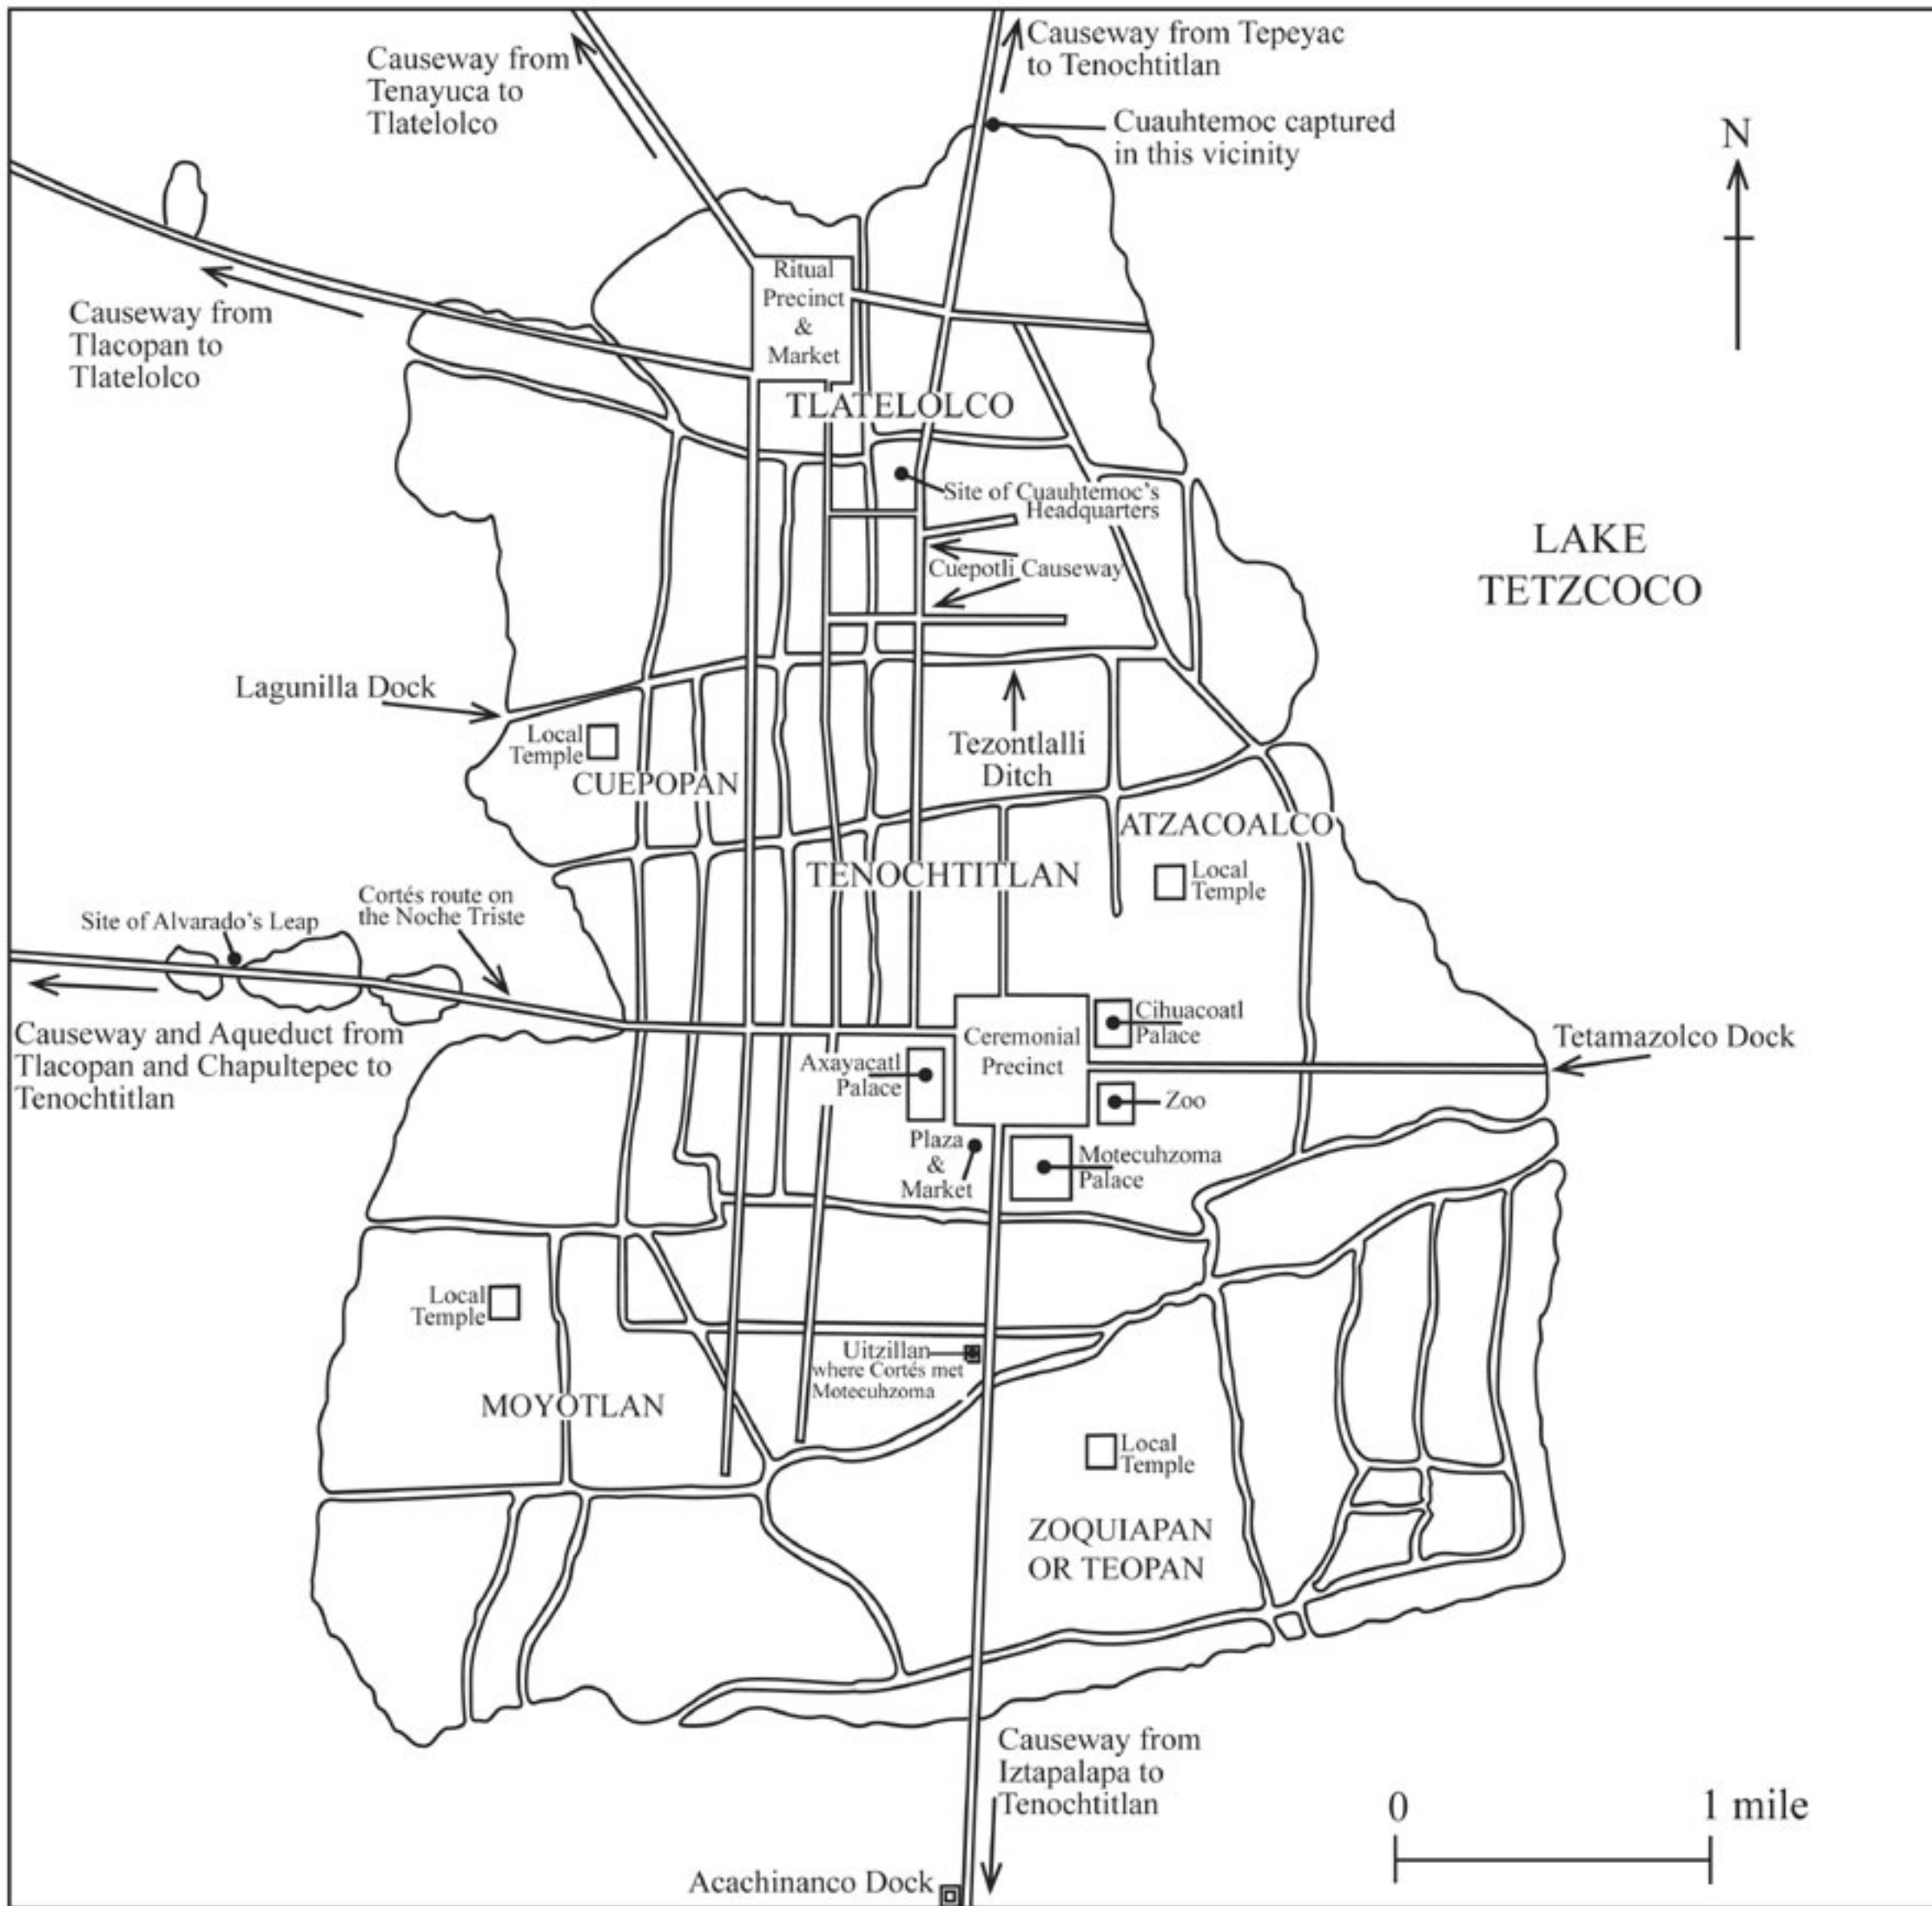 Causeway from
Tenayuca to
Tlatelolco
Causeway from Tepeyac
to Tenochtitlan
Cuauhtemoc captured
in this vicinity
N
Ritual
Precinct
&
Market
Causeway from
Tlacopan to
Tlatelolco
TLATELOLCO
Site of Cuauhtemoc's
Headquarters
LAKE
TETZCOCO
Cuepotli Causeway
Lagunilla Dock
Local
Temple
CUEPOPAN
Tezontlalli
Ditch
ATZACOALCO
TENOCHTITLAN
Local
Temple
Cortés route on
the Noche Triste
Site of Alvarado's Leap
Causeway and Aqueduct from
Tlacopan and Chapultepec to
Tenochtitlan
Ceremonial
Precinct
Cihuacoatl
Palace
Tetamazolco Dock
Axayacatl
Palace
Zoo
Plaza
&
Market
Motecuhzoma
Palace
Local
Temple
Uitzillan
where Cortés met
Motecuhzoma
MOYOTLAN
Local
Temple
ZOQUIAPAN
OR TEOPAN
Causeway from
Iztapalapa to
Tenochtitlan
0 1 mile
Acachinanco Dock